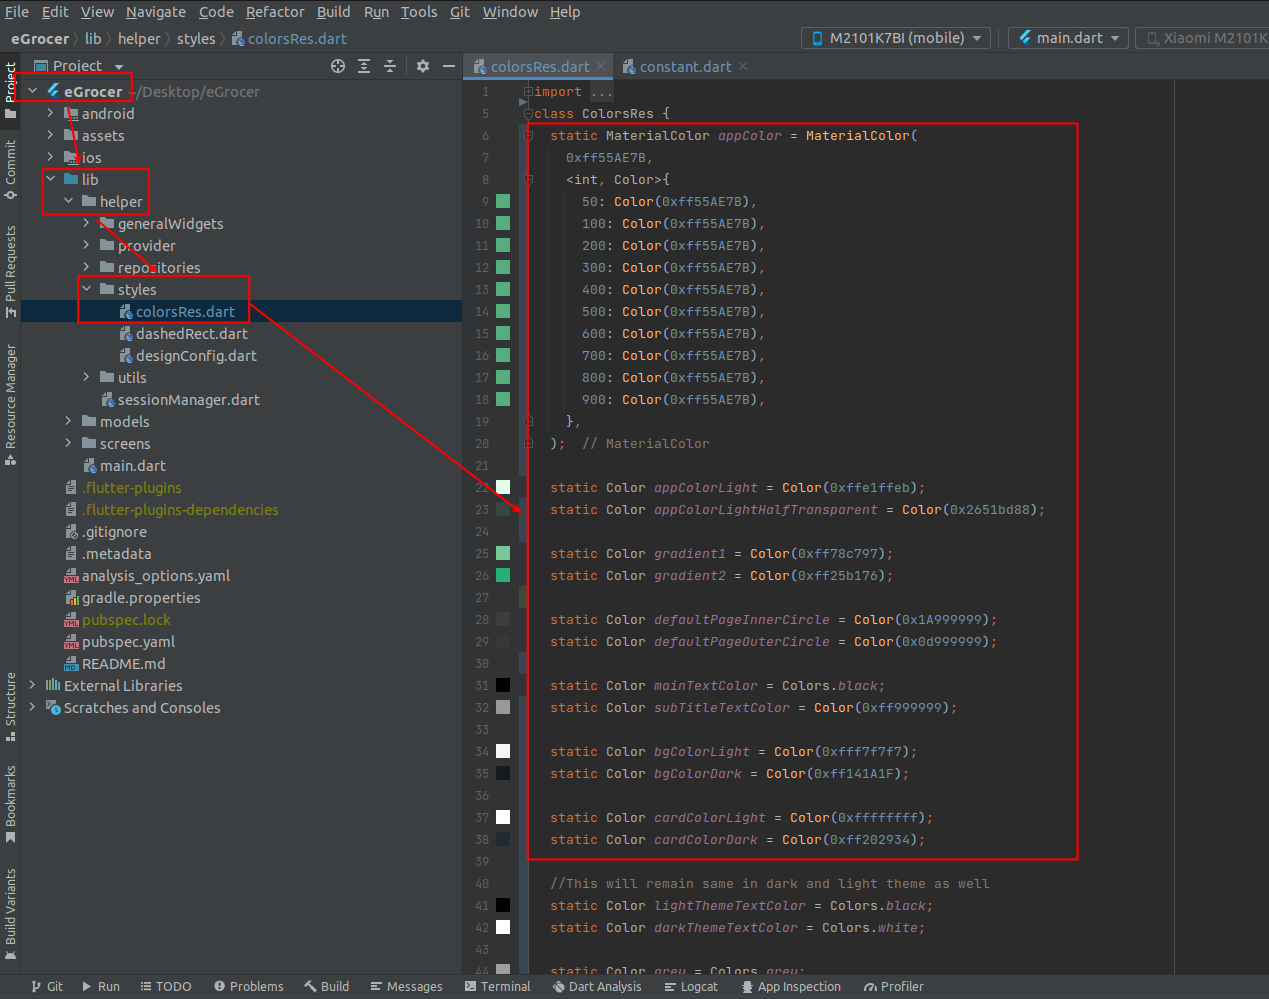 File Edit View Navigate Code Refactor Build Run Tools Git Window Help
eGrocer lib helper styles colorsRes.dart
M2101K7BI (mobile) main.dart Xiaomi M2101K
Project
colorsRes.dart constant.dart
Project
Commit
Pull Requests
Resource Manager
Structure
Bookmarks
Build Variants
eGrocer ~/Desktop/eGrocer
android
assets
ios
lib
helper
generalWidgets
provider
repositories
styles
colorsRes.dart
dashedRect.dart
designConfig.dart
utils
sessionManager.dart
models
screens
main.dart
.flutter-plugins
.flutter-plugins-dependencies
.gitignore
.metadata
analysis_options.yaml
gradle.properties
pubspec.lock
pubspec.yaml
README.md
External Libraries
Scratches and Consoles
1 import ...
5 class ColorsRes {
6 static MaterialColor appColor = MaterialColor(
7 0xff55AE7B,
8 <int, Color>{
9 50: Color(0xff55AE7B),
10 100: Color(0xff55AE7B),
11 200: Color(0xff55AE7B),
12 300: Color(0xff55AE7B),
13 400: Color(0xff55AE7B),
14 500: Color(0xff55AE7B),
15 600: Color(0xff55AE7B),
16 700: Color(0xff55AE7B),
17 800: Color(0xff55AE7B),
18 900: Color(0xff55AE7B),
19 },
20 ); // MaterialColor
21
22 static Color appColorLight = Color(0xffe1ffeb);
23 static Color appColorLightHalfTransparent = Color(0x2651bd88);
24
25 static Color gradient1 = Color(0xff78c797);
26 static Color gradient2 = Color(0xff25b176);
27
28 static Color defaultPageInnerCircle = Color(0x1A999999);
29 static Color defaultPageOuterCircle = Color(0x0d999999);
30
31 static Color mainTextColor = Colors.black;
32 static Color subTitleTextColor = Color(0xff999999);
33
34 static Color bgColorLight = Color(0xfff7f7f7);
35 static Color bgColorDark = Color(0xff141A1F);
36
37 static Color cardColorLight = Color(0xffffffff);
38 static Color cardColorDark = Color(0xff202934);
39
40 //This will remain same in dark and light theme as well
41 static Color lightThemeTextColor = Colors.black;
42 static Color darkThemeTextColor = Colors.white;
43
44 static Color grey = Colors.grey;
Git Run TODO Problems Build Messages Terminal Dart Analysis Logcat App Inspection Profiler